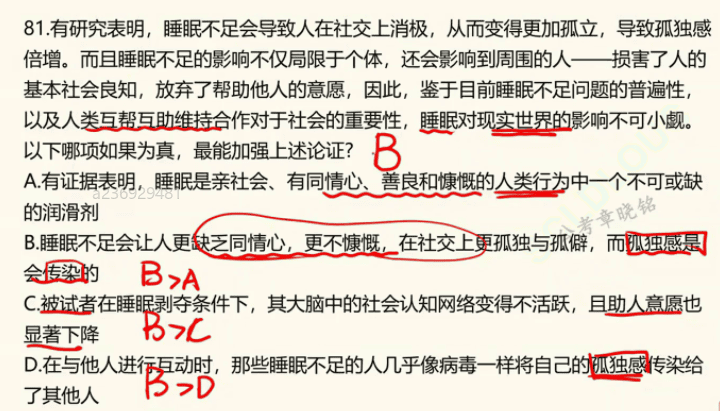 81.有研究表明，睡眠不足会导致人在社交上消极，从而变得更加孤立，导致孤独感
倍增。而且睡眠不足的影响不仅局限于个体，还会影响到周围的人——损害了人的
基本社会良知，放弃了帮助他人的意愿，因此，鉴于目前睡眠不足问题的普遍性，
以及人类互帮互助维持合作对于社会的重要性，睡眠对现实世界的影响不可小觑。
以下哪项如果为真，最能加强上述论证？
B
A.有证据表明，睡眠是亲社会、有同情心、善良和慷慨的人类行为中一个不可或缺
的润滑剂
a236929481
公考章晓铭
B.睡眠不足会让人更缺乏同情心，更不慷慨，在社交上更孤独与孤僻，而孤独感是
会传染的
B>A
C.被试者在睡眠剥夺条件下，其大脑中的社会认知网络变得不活跃，且助人意愿也
显著下降
B>C
D.在与他人进行互动时，那些睡眠不足的人几乎像病毒一样将自己的孤独感传染给
了其他人
B>D